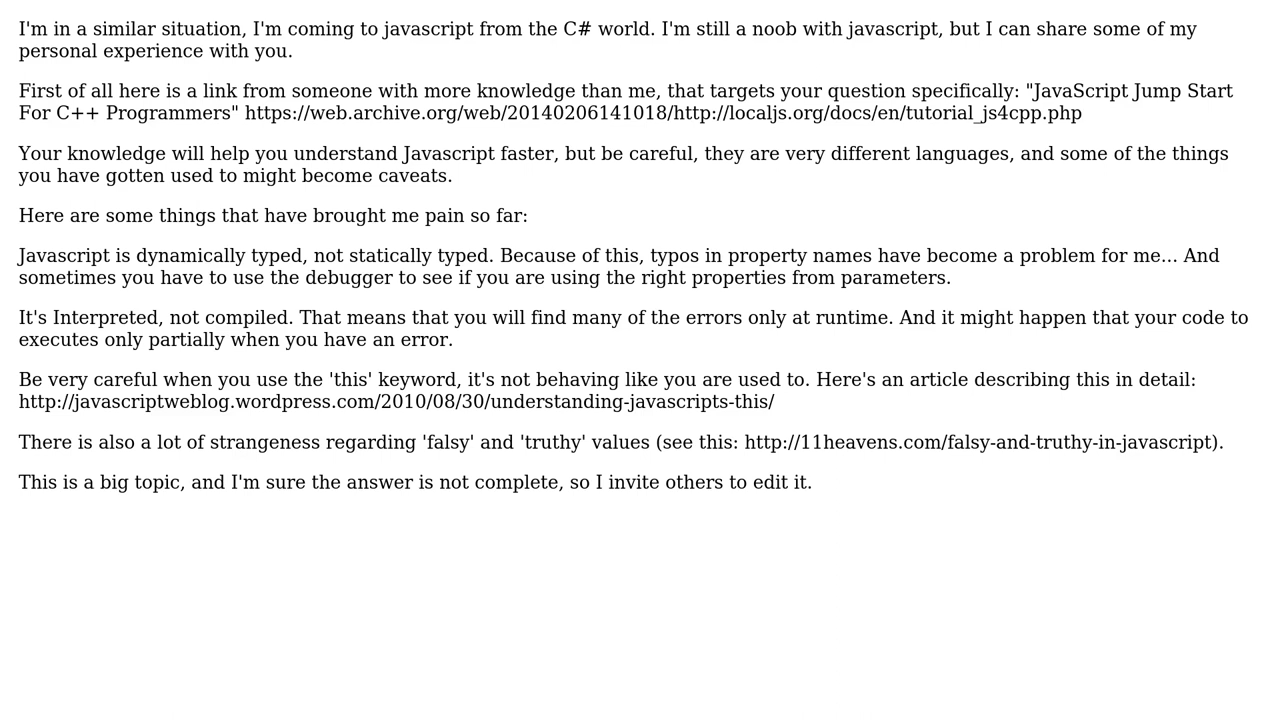 I'm in a similar situation, I'm coming to javascript from the C# world. I'm still a noob with javascript, but I can share some of my
personal experience with you.
First of all here is a link from someone with more knowledge than me, that targets your question specifically: "JavaScript Jump Start
For C++ Programmers" https://web.archive.org/web/20140206141018/http://localjs.org/docs/en/tutorial_js4cpp.php
Your knowledge will help you understand Javascript faster, but be careful, they are very different languages, and some of the things
you have gotten used to might become caveats.
Here are some things that have brought me pain so far:
Javascript is dynamically typed, not statically typed. Because of this, typos in property names have become a problem for me... And
sometimes you have to use the debugger to see if you are using the right properties from parameters.
It's Interpreted, not compiled. That means that you will find many of the errors only at runtime. And it might happen that your code to
executes only partially when you have an error.
Be very careful when you use the 'this' keyword, it's not behaving like you are used to. Here's an article describing this in detail:
http://javascriptweblog.wordpress.com/2010/08/30/understanding-javascripts-this/
There is also a lot of strangeness regarding 'falsy' and 'truthy' values (see this: http://11heavens.com/falsy-and-truthy-in-javascript).
This is a big topic, and I'm sure the answer is not complete, so I invite others to edit it.